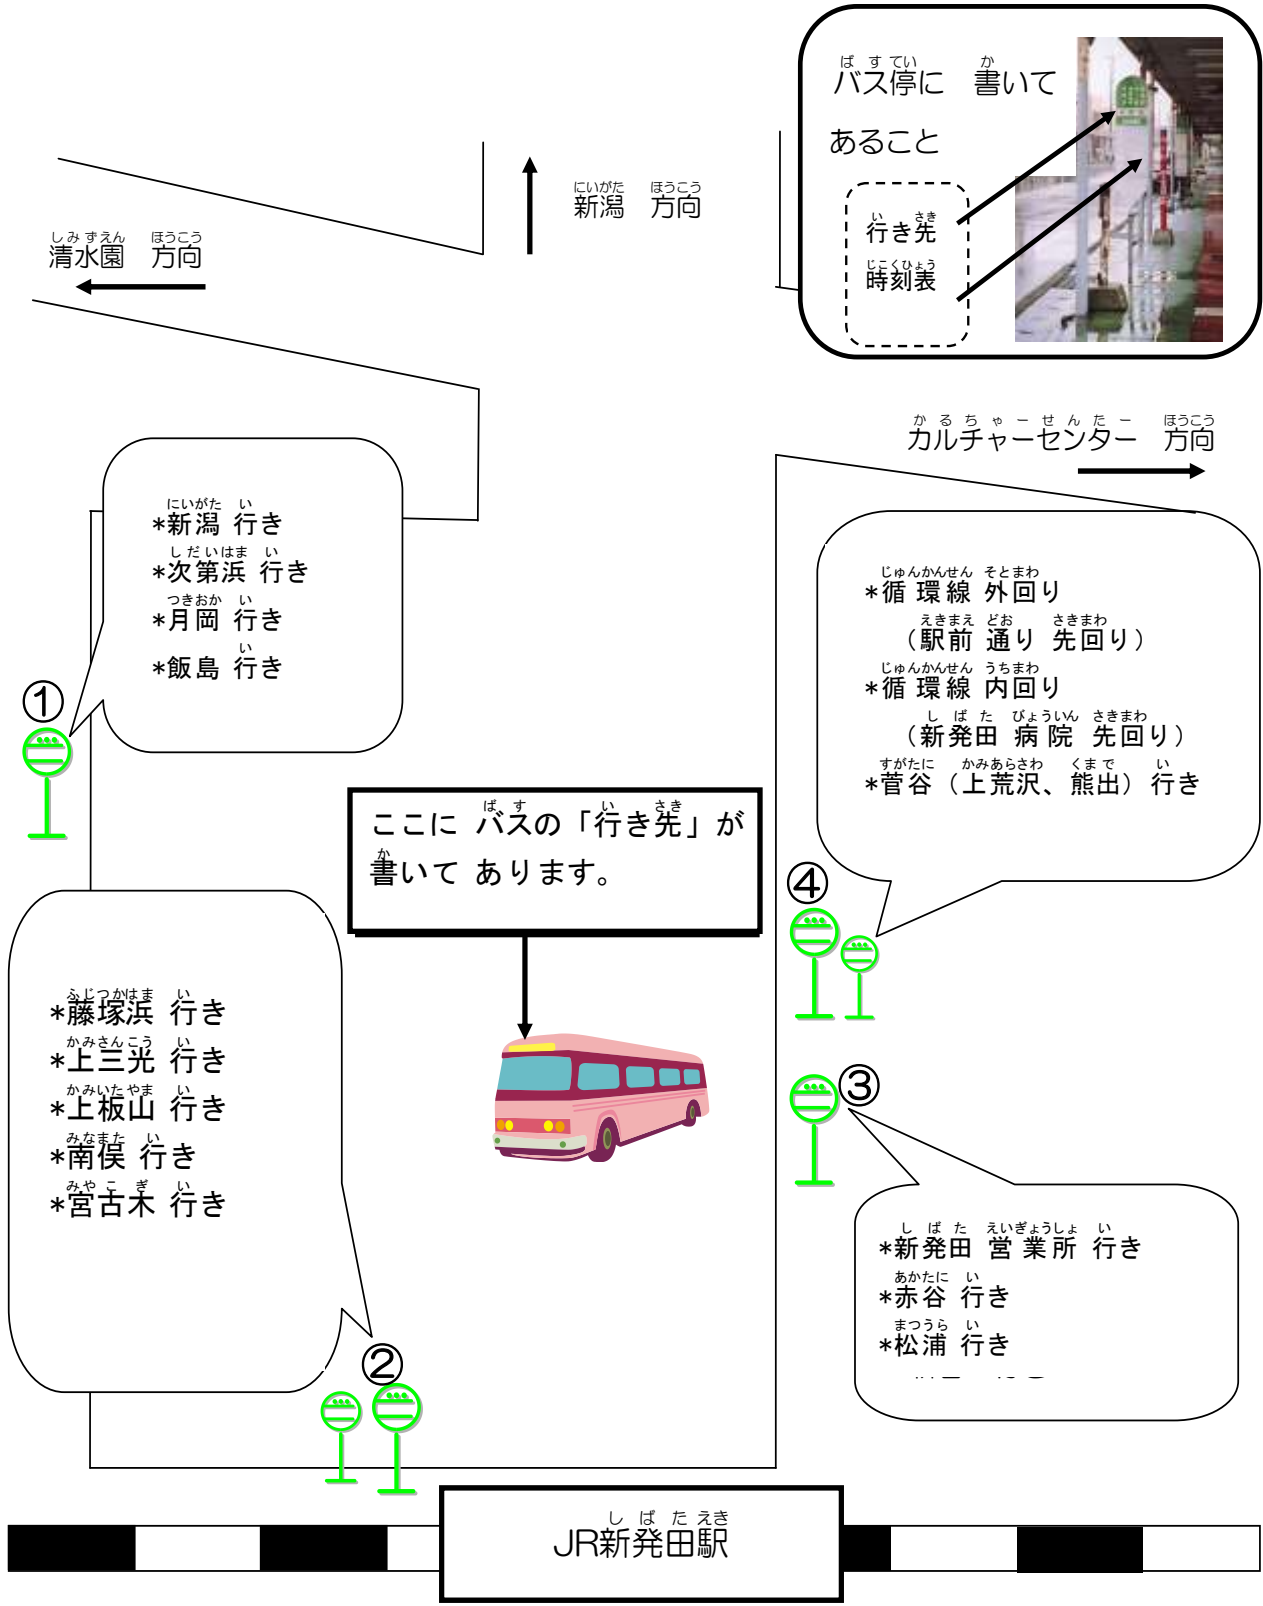 バス停に 書いて
あること
行き先
時刻表
新潟 方向
清水園 方向
カルチャーセンター 方向
*新潟 行き
*次第浜 行き
*月岡 行き
*飯島 行き
①
*循環線 外回り
（駅前 通り 先回り）
*循環線 内回り
（新発田 病院 先回り）
*菅谷（上荒沢、熊出）行き
④
ここに バスの「行き先」が
書いて あります。
*藤塚浜 行き
*上三光 行き
*上板山 行き
*南俣 行き
*宮古木 行き
②
③
*新発田 営業所 行き
*赤谷 行き
*松浦 行き
JR新発田駅